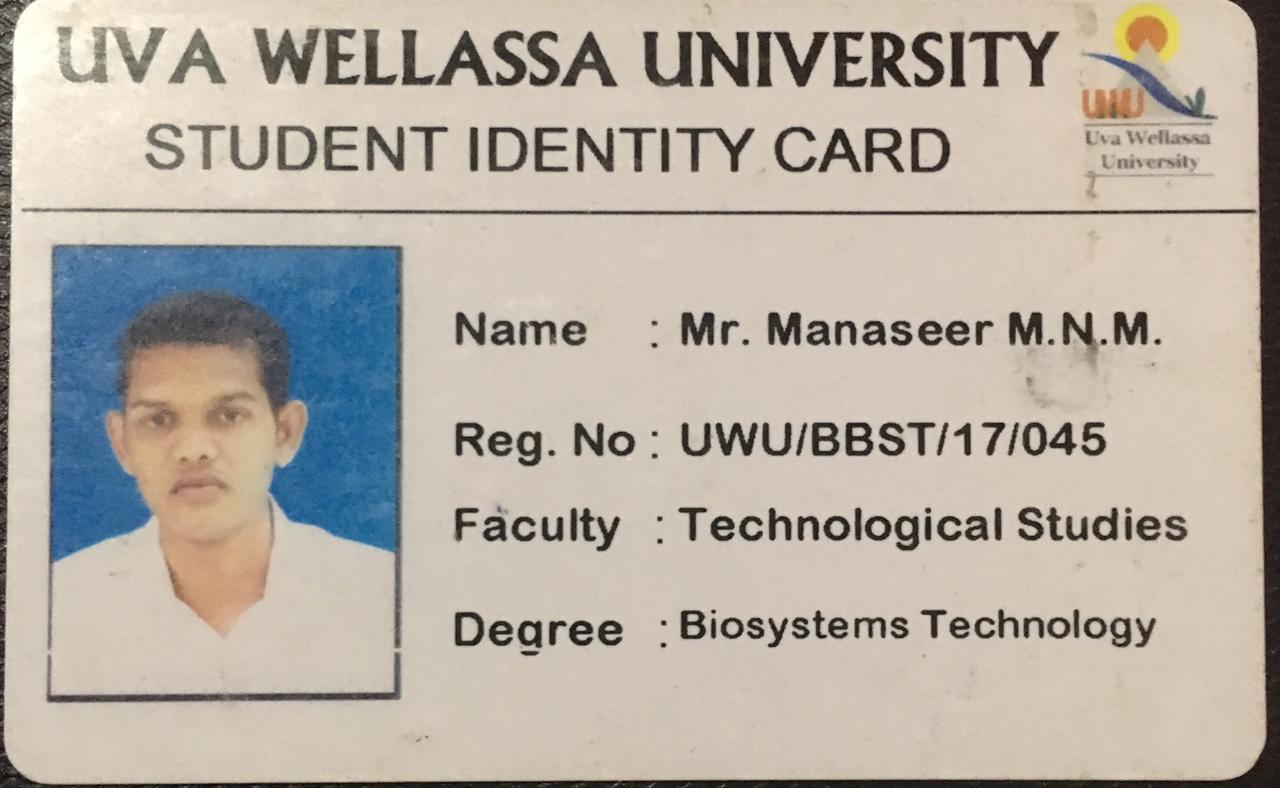 UVA WELLASSA UNIVERSITY
STUDENT IDENTITY CARD
UWU
Uva Wellassa
University
Name : Mr. Manaseer M.N.M.
Reg. No : UWU/BBST/17/045
Faculty : Technological Studies
Degree : Biosystems Technology